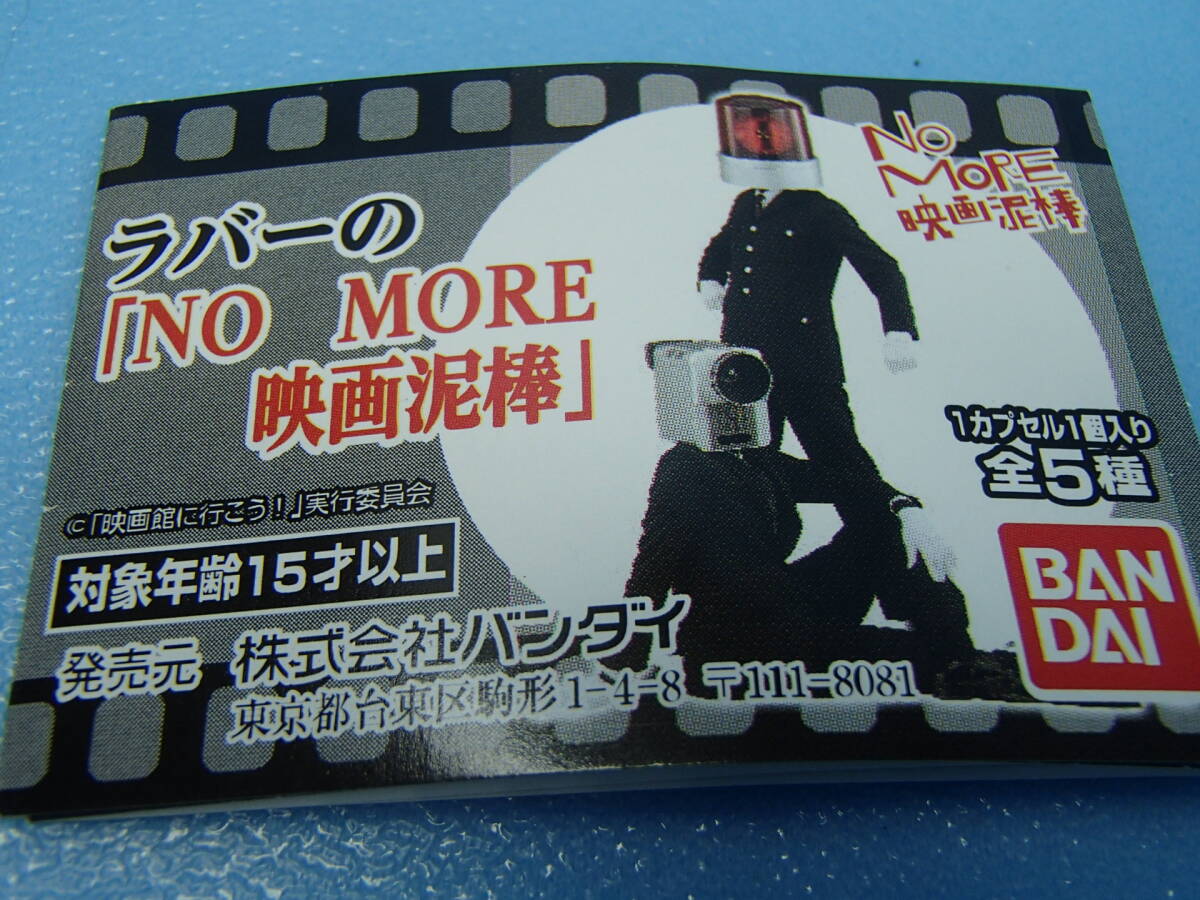 ラバーの
「NO MORE
映画泥棒」
NO
MORE
映画泥棒
1カプセル1個入り
全5種
©「映画館に行こう!」実行委員会
対象年齢15才以上
発売元 株式会社バンダイ
東京都台東区駒形1-4-8 〒111-8081
BAN
DAI